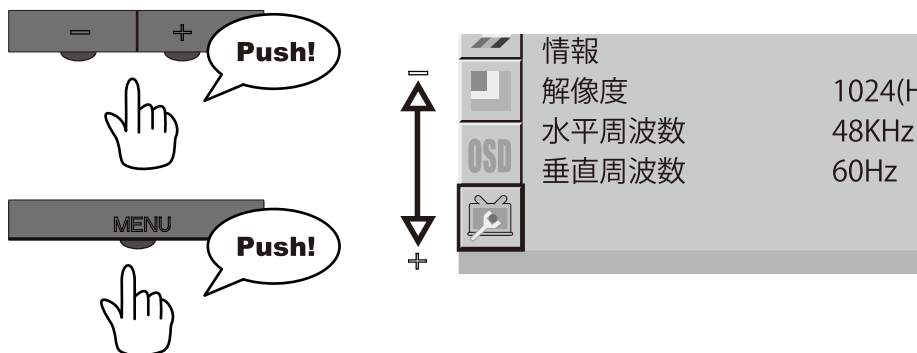 − +
Push!
MENU
Push!
−
+
情報
解像度 1024(H
水平周波数 48KHz
OSD
垂直周波数 60Hz